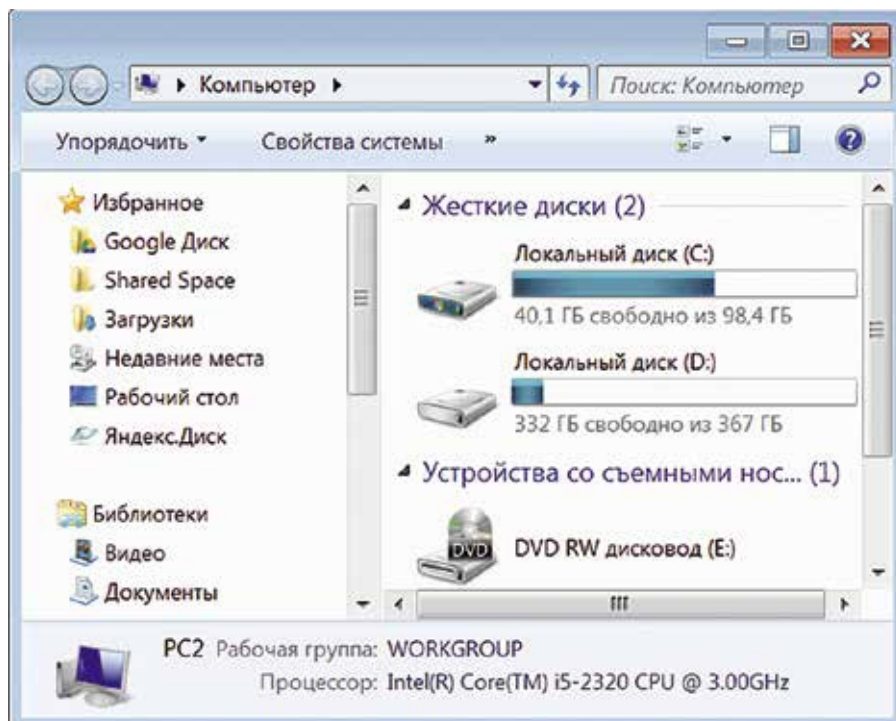 Компьютер
Поиск: Компьютер
Упорядочить Свойства системы »
Избранное
Google Диск
Shared Space
Загрузки
Недавние места
Рабочий стол
Яндекс.Диск
Библиотеки
Видео
Документы
Жесткие диски (2)
Локальный диск (C:)
40,1 ГБ свободно из 98,4 ГБ
Локальный диск (D:)
332 ГБ свободно из 367 ГБ
Устройства со съемными нос... (1)
DVD
DVD RW дисковод (E:)
PC2 Рабочая группа: WORKGROUP
Процессор: Intel(R) Core(TM) i5-2320 CPU @ 3.00GHz